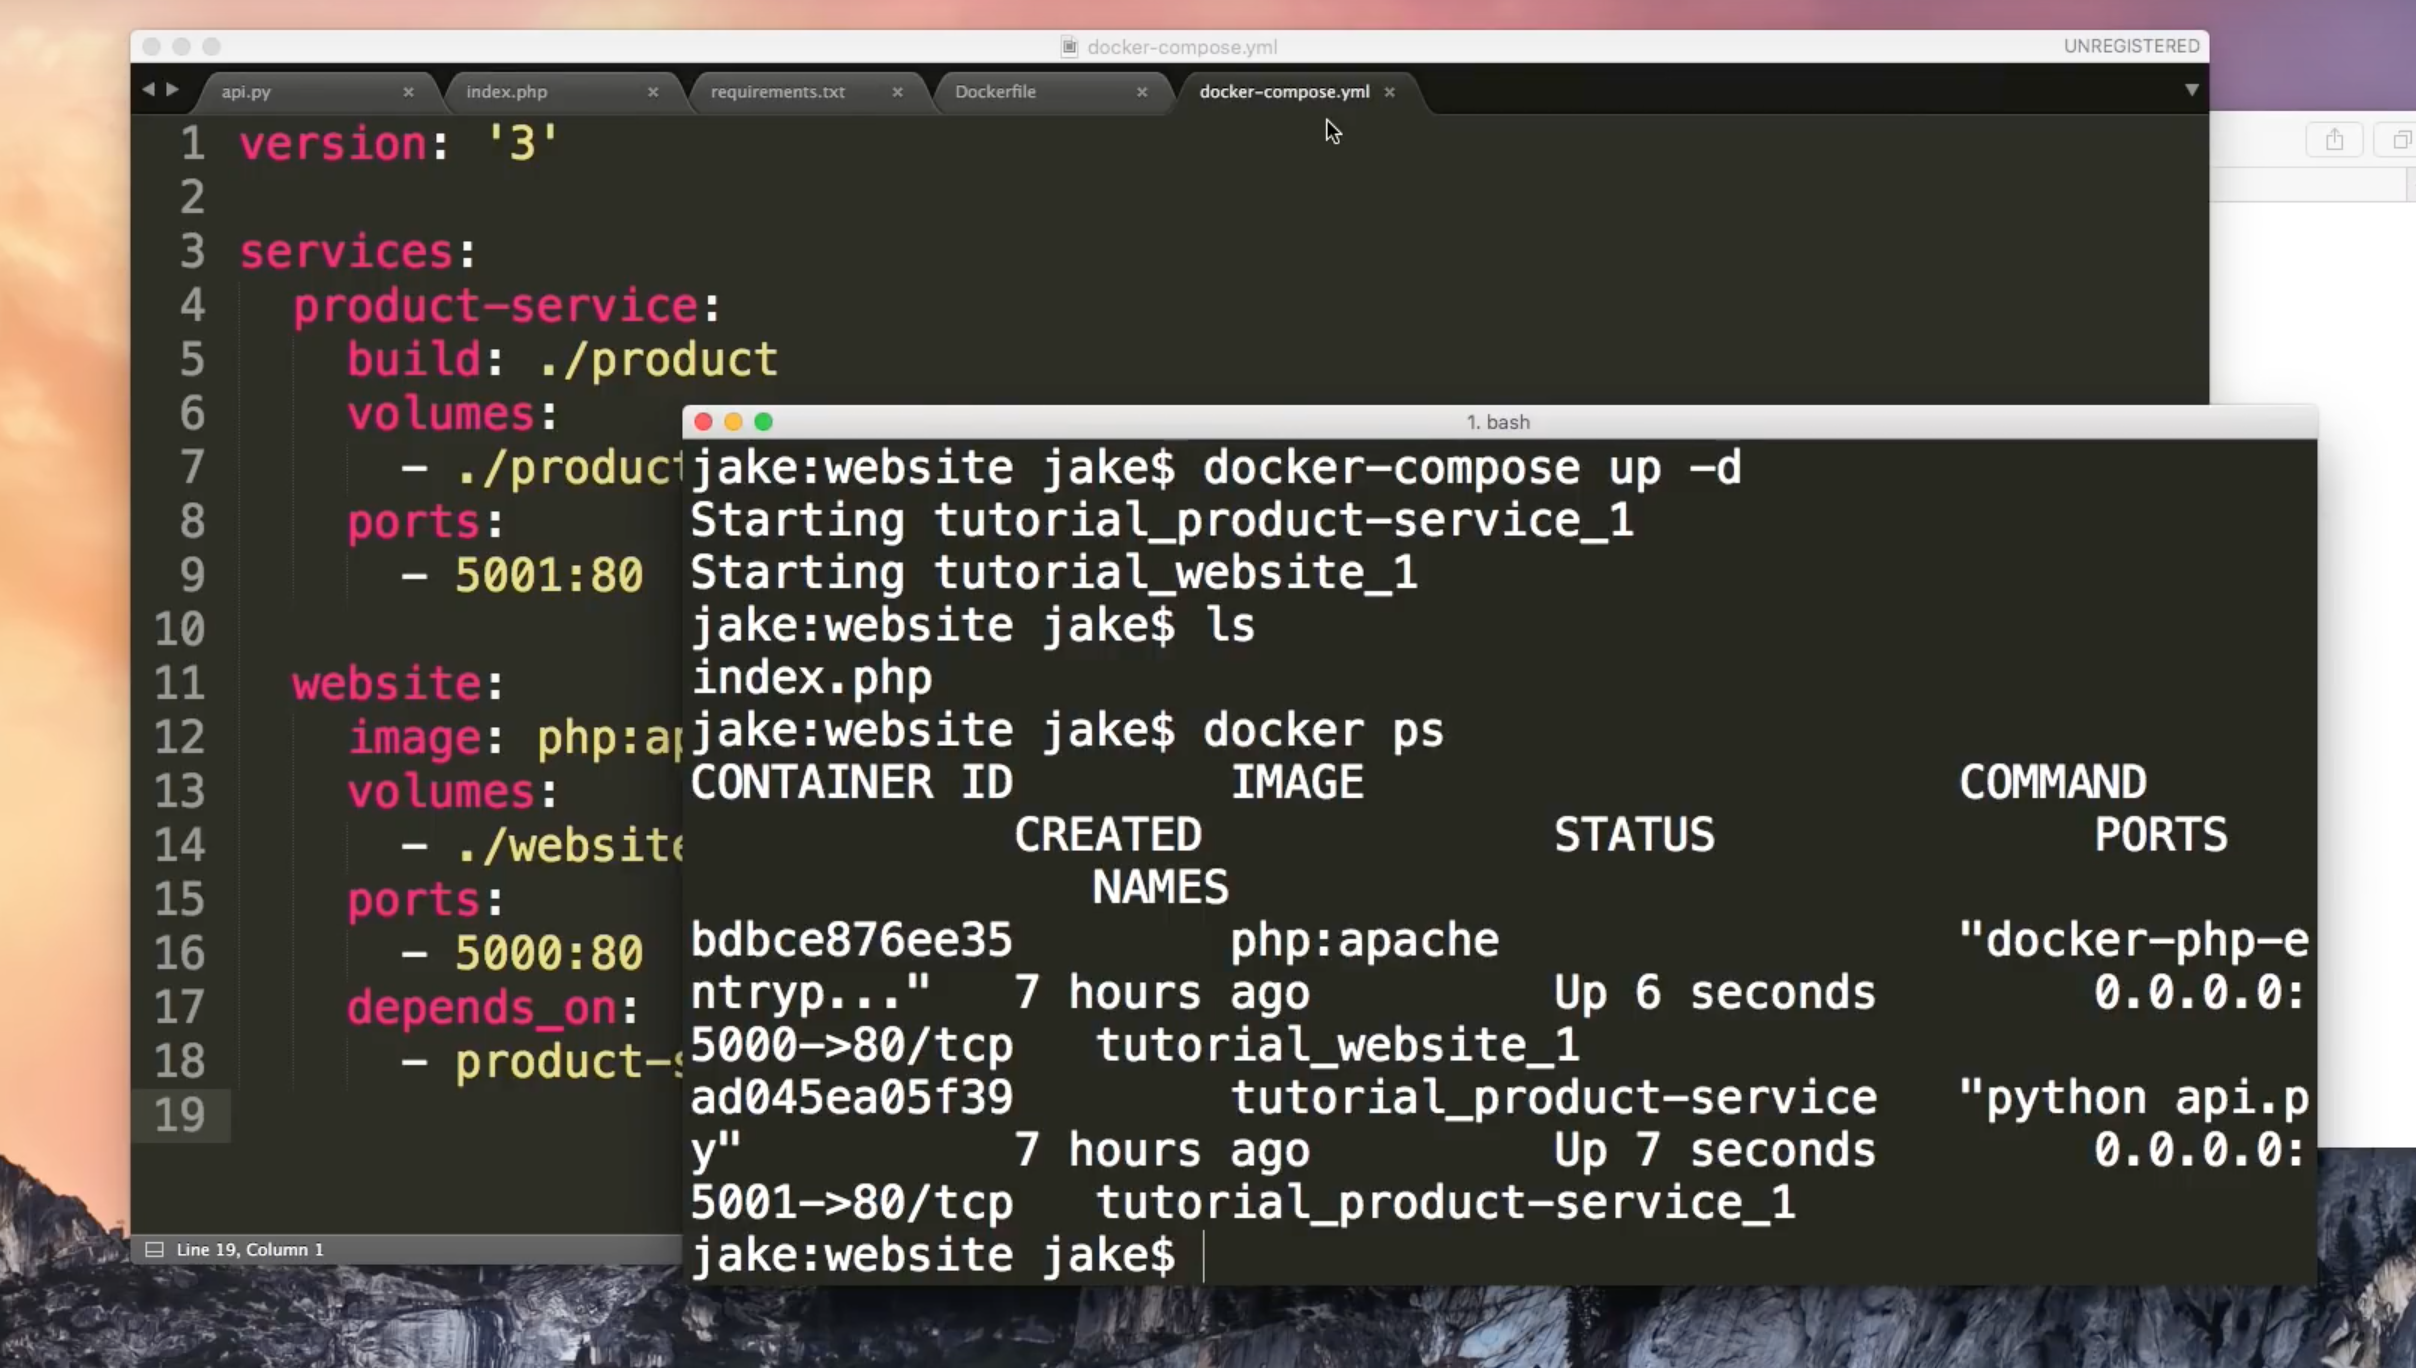 docker-compose.yml
UNREGISTERED
api.py
index.php
requirements.txt
Dockerfile
docker-compose.yml
1 version: '3'
2
3 services:
4 product-service:
5 build: ./product
6 volumes:
7 - ./product
8 ports:
9 - 5001:80
10
11 website:
12 image: php:ap
13 volumes:
14 - ./website
15 ports:
16 - 5000:80
17 depends_on:
18 - product-s
19
Line 19, Column 1
1. bash
jake:website jake$ docker-compose up -d
Starting tutorial_product-service_1
Starting tutorial_website_1
jake:website jake$ ls
index.php
jake:website jake$ docker ps
CONTAINER ID IMAGE COMMAND
CREATED STATUS PORTS
NAMES
bdbce876ee35 php:apache "docker-php-e
ntryp..." 7 hours ago Up 6 seconds 0.0.0.0:
5000->80/tcp tutorial_website_1
ad045ea05f39 tutorial_product-service "python api.p
y" 7 hours ago Up 7 seconds 0.0.0.0:
5001->80/tcp tutorial_product-service_1
jake:website jake$